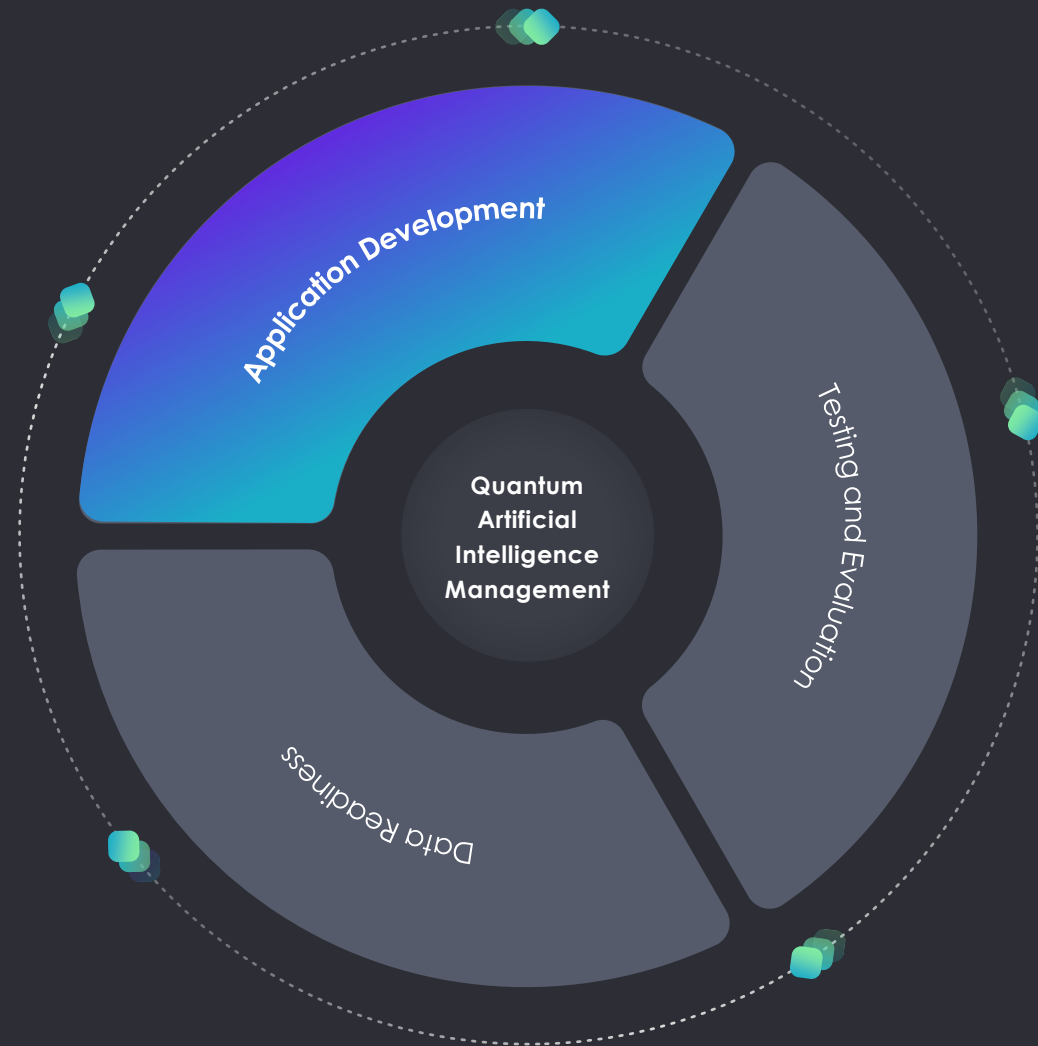 Application Development
Testing and Evaluation
Quantum
Artificial
Intelligence
Management
Data Readiness